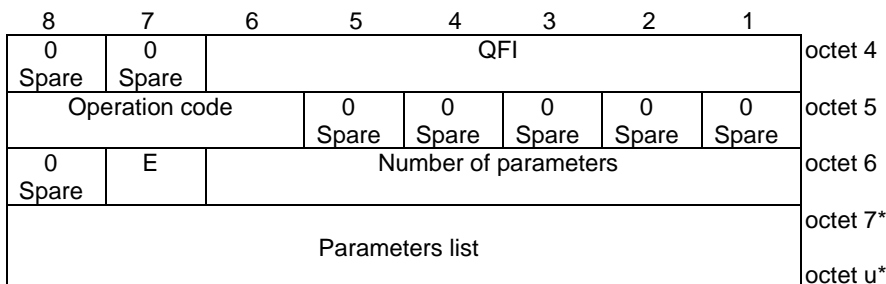 8 7 6 5 4 3 2 1
0 0 QFI octet 4
Spare Spare
Operation code 0 0 0 0 0 octet 5
Spare Spare Spare Spare Spare
0 E Number of parameters octet 6
Spare
octet 7*
Parameters list
octet u*